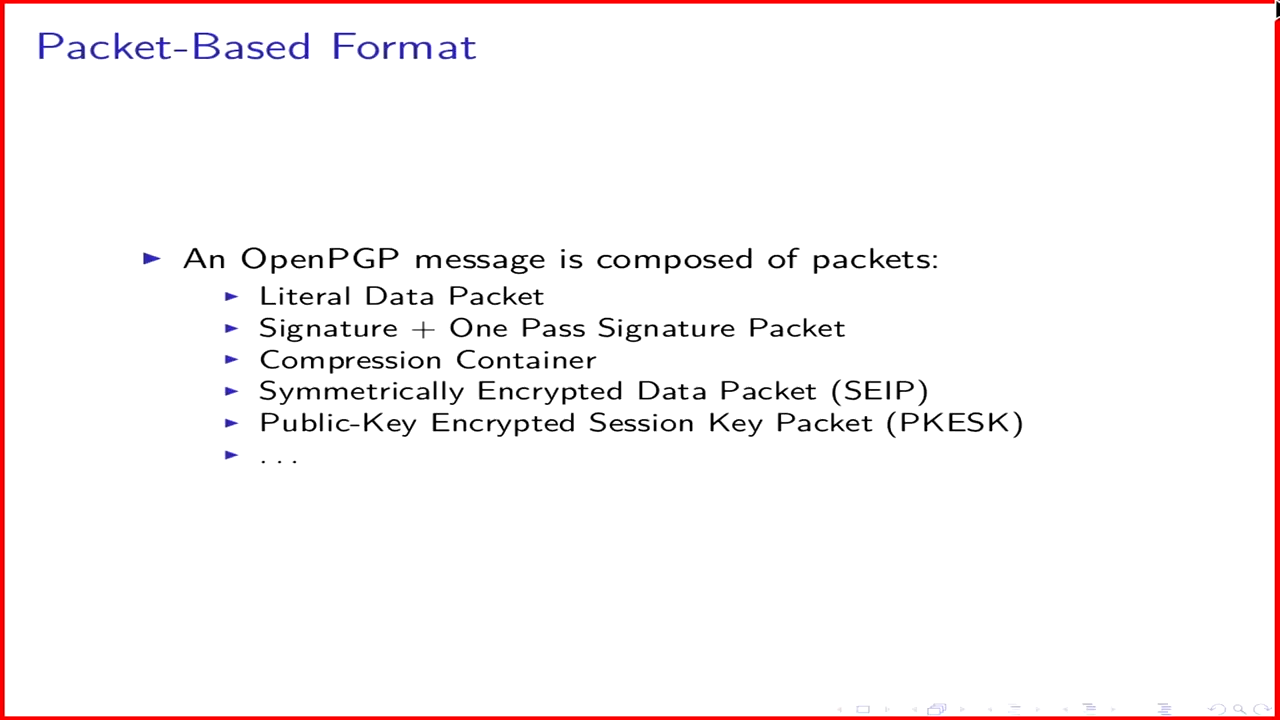 Packet-Based Format
An OpenPGP message is composed of packets:
Literal Data Packet
Signature + One Pass Signature Packet
Compression Container
Symmetrically Encrypted Data Packet (SEIP)
Public-Key Encrypted Session Key Packet (PKESK)
. . .